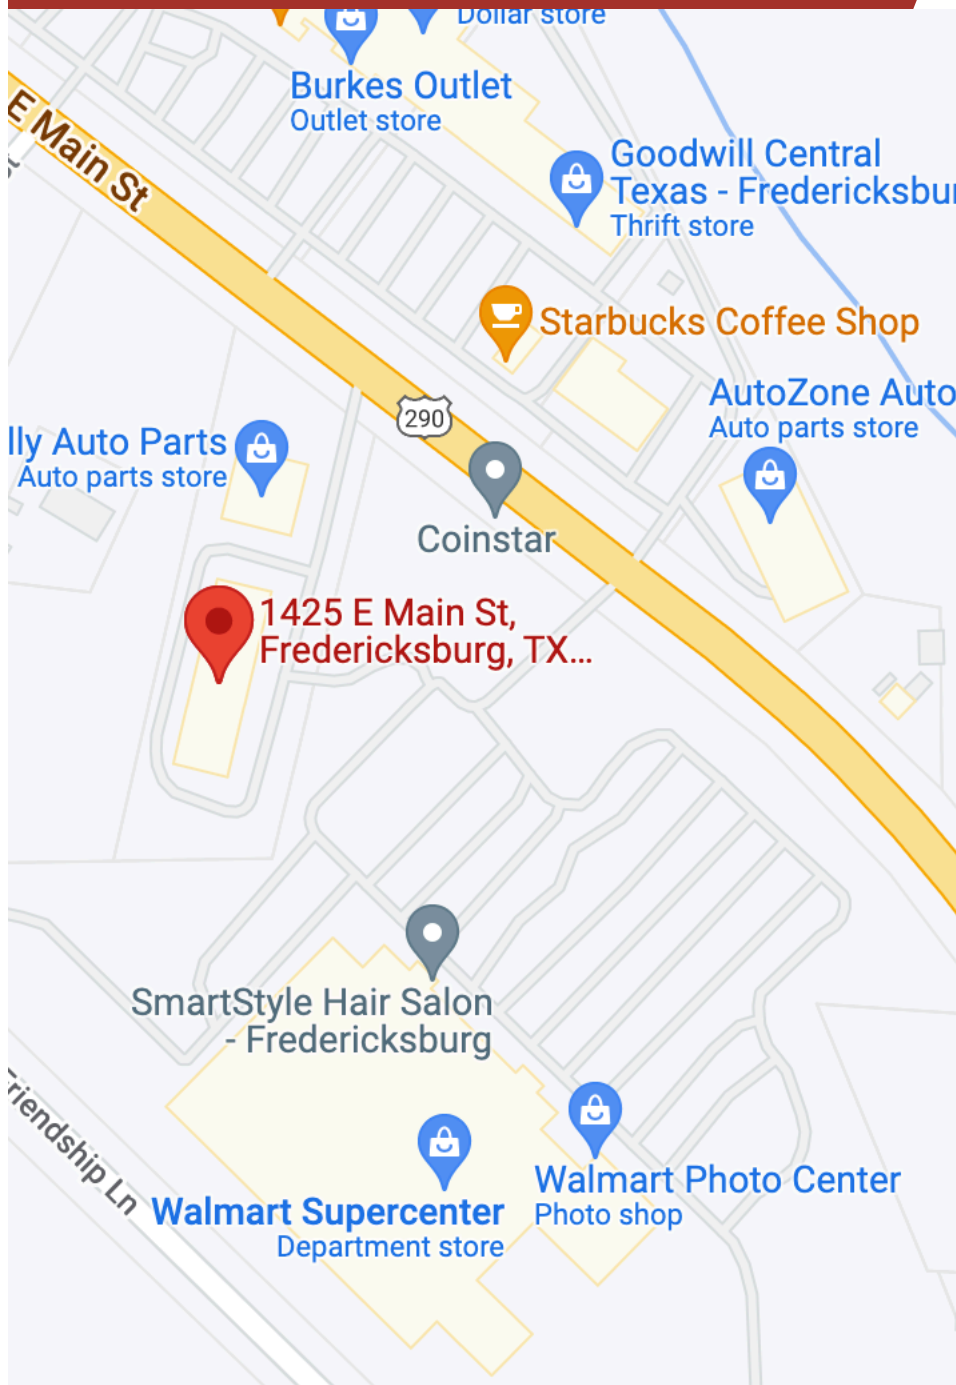 Dollar store
Burkes Outlet
Outlet store
E Main St
Goodwill Central
Texas - Fredericksbu
Thrift store
Starbucks Coffee Shop
AutoZone Auto
Auto parts store
290
lly Auto Parts
Auto parts store
Coinstar
1425 E Main St,
Fredericksburg, TX...
SmartStyle Hair Salon
- Fredericksburg
riendship Ln
Walmart Photo Center
Photo shop
Walmart Supercenter
Department store